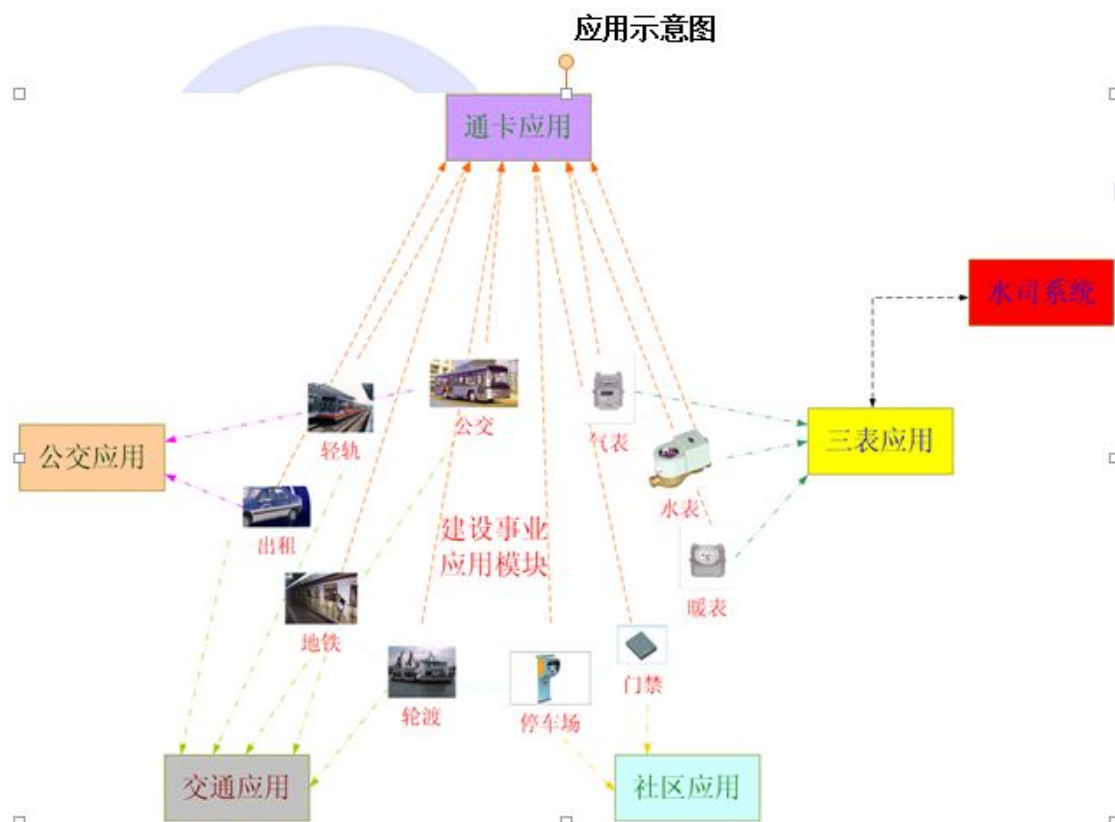 应用示意图
通卡应用
水司系统
公交应用
轻轨
公交
气表
三表应用
水表
出租
建设事业
应用模块
暖表
地铁
轮渡
停车场
门禁
交通应用
社区应用